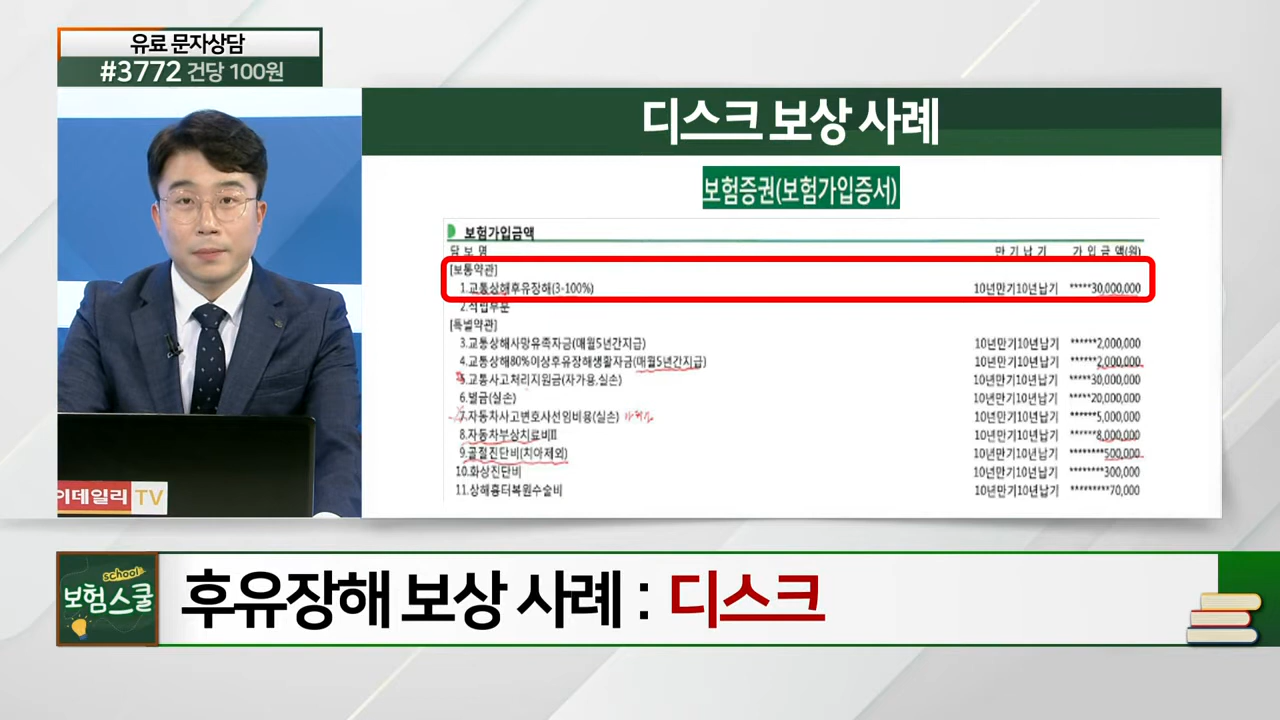 유료 문자상담
#3772 건당 100원
디스크 보상 사례
보험증권(보험가입증서)
보험가입금액
담 보 명 만 기 납 기 가 입 금 액(원)
[보통약관]
1.교통상해후유장해(3-100%) 10년만기10년납기 *****30,000,000
2.적립부분
[특별약관]
3.교통상해사망유족자금(매월5년간지급) 10년만기10년납기 ******2,000,000
4.교통상해80%이상후유장해생활자금(매월5년간지급) 10년만기10년납기 ******2,000,000
5.교통사고처리지원금(자가용.실손) 10년만기10년납기 *****30,000,000
6.벌금(실손) 10년만기10년납기 *****20,000,000
7.자동차사고변호사선임비용(실손) 10년만기10년납기 ******5,000,000
8.자동차부상치료비II 10년만기10년납기 ******8,000,000
9.골절진단비(치아제외) 10년만기10년납기 ********500,000
10.화상진단비 10년만기10년납기 ********300,000
11.상해흉터복원수술비 10년만기10년납기 *********70,000
이데일리 TV
school
보험스쿨
후유장해 보상 사례 : 디스크